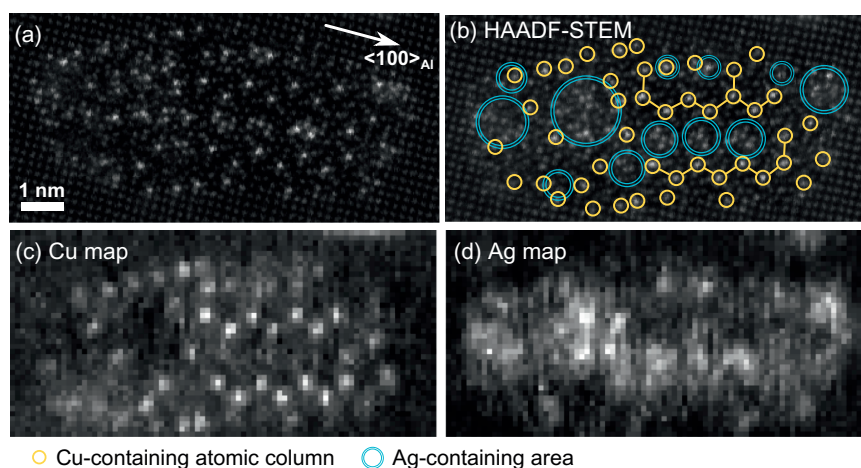 (a)
<100>Al
1 nm
(b) HAADF-STEM
(c) Cu map
(d) Ag map
Cu-containing atomic column
Ag-containing area